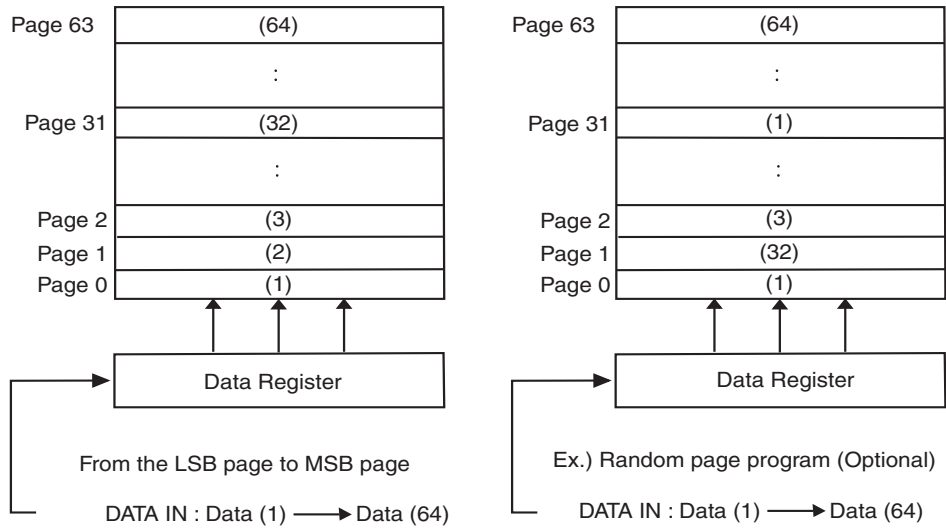 Page 63
(64)
:
Page 31
(32)
:
Page 2
(3)
Page 1
(2)
Page 0
(1)
Data Register
From the LSB page to MSB page
DATA IN : Data (1) → Data (64)
Page 63
(64)
:
Page 31
(1)
:
Page 2
(3)
Page 1
(32)
Page 0
(1)
Data Register
Ex.) Random page program (Optional)
DATA IN : Data (1) → Data (64)